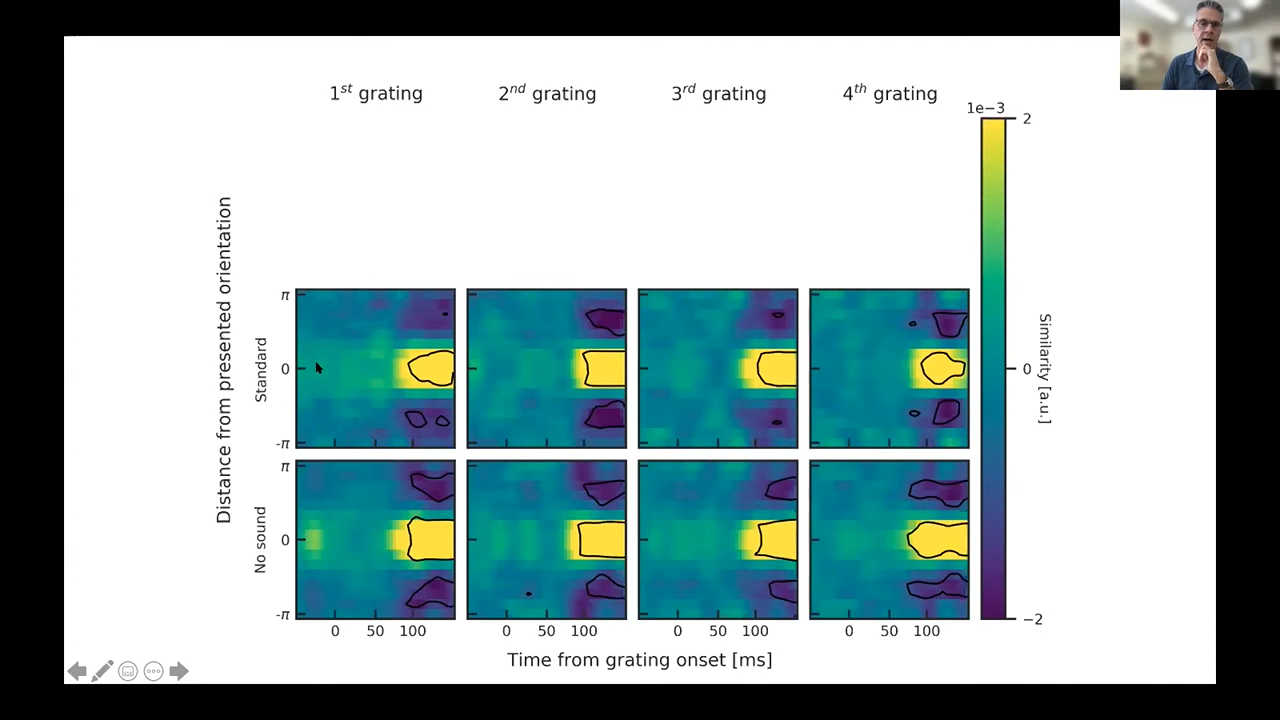 1st grating 2nd grating 3rd grating 4th grating
1e−3
2
0
−2
Similarity [a.u.]
Distance from presented orientation
Standard
π
0
-π
No sound
π
0
-π
0 50 100 0 50 100 0 50 100 0 50 100
Time from grating onset [ms]